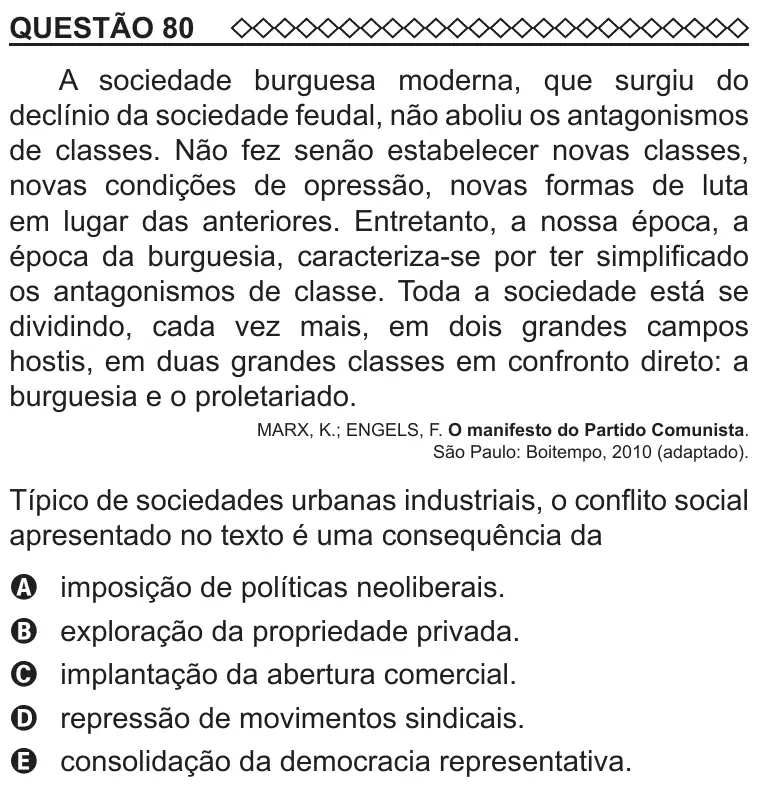 QUESTÃO 80
A sociedade burguesa moderna, que surgiu do
declínio da sociedade feudal, não aboliu os antagonismos
de classes. Não fez senão estabelecer novas classes,
novas condições de opressão, novas formas de luta
em lugar das anteriores. Entretanto, a nossa época, a
época da burguesia, caracteriza-se por ter simplificado
os antagonismos de classe. Toda a sociedade está se
dividindo, cada vez mais, em dois grandes campos
hostis, em duas grandes classes em confronto direto: a
burguesia e o proletariado.
MARX, K.; ENGELS, F. O manifesto do Partido Comunista.
São Paulo: Boitempo, 2010 (adaptado).
Típico de sociedades urbanas industriais, o conflito social
apresentado no texto é uma consequência da
A imposição de políticas neoliberais.
B exploração da propriedade privada.
C implantação da abertura comercial.
D repressão de movimentos sindicais.
E consolidação da democracia representativa.